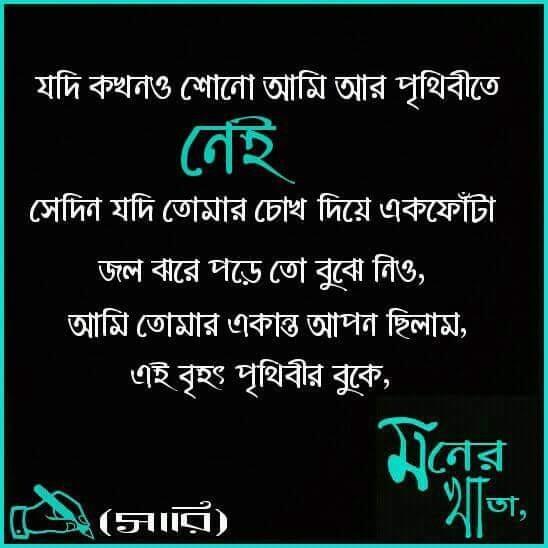 যদি কখনও শোনো আমি আর পৃথিবীতে
নেই
সেদিন যদি তোমার চোখ দিয়ে একফোঁটা
জল ঝরে পড়ে তো বুঝে নিও,
আমি তোমার একান্ত আপন ছিলাম,
এই বৃহৎ পৃথিবীর বুকে,
মনের
খাতা,
(সারি)